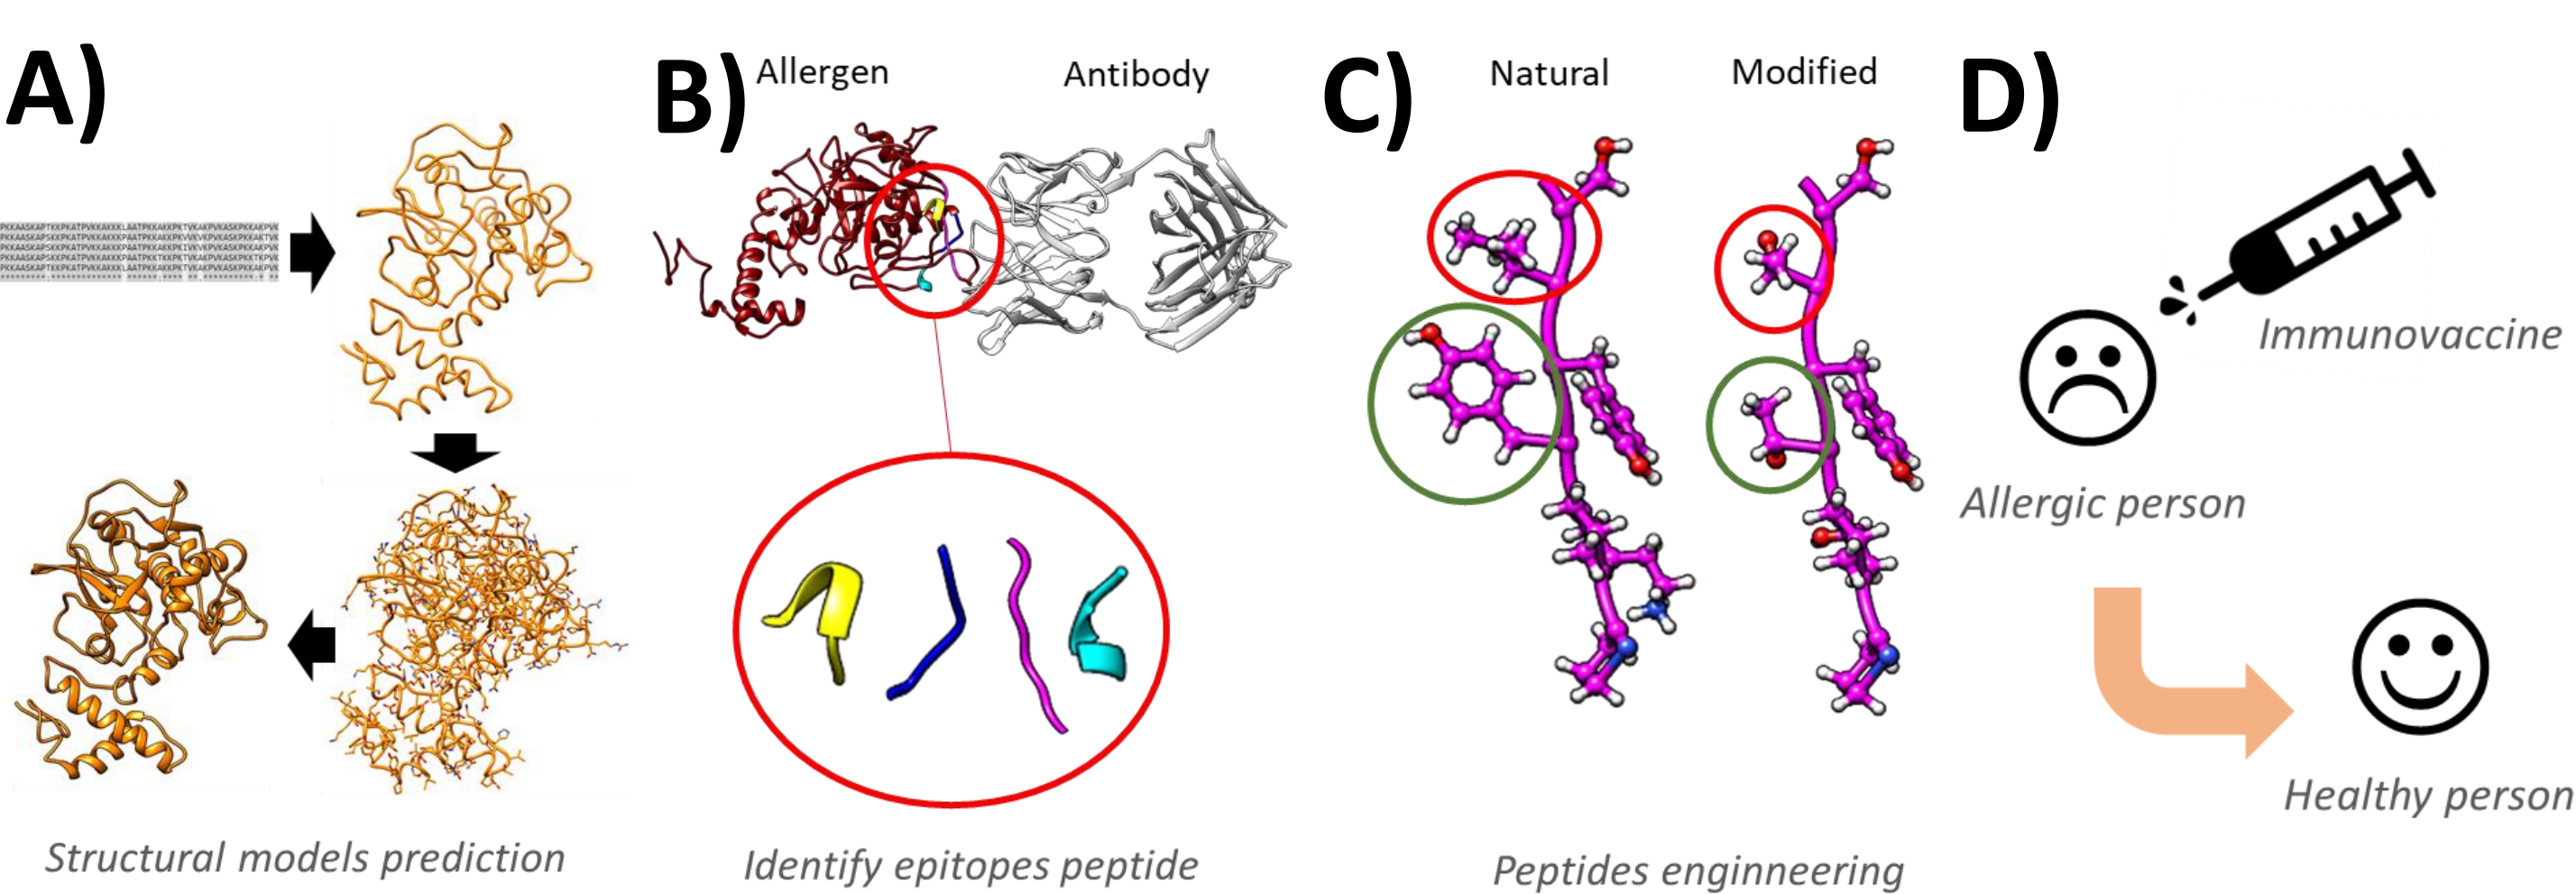 A)
B)
Allergen
Antibody
C)
Natural
Modified
D)
Immunovaccine
Allergic person
Healthy person
Structural models prediction
Identify epitopes peptide
Peptides enginneering